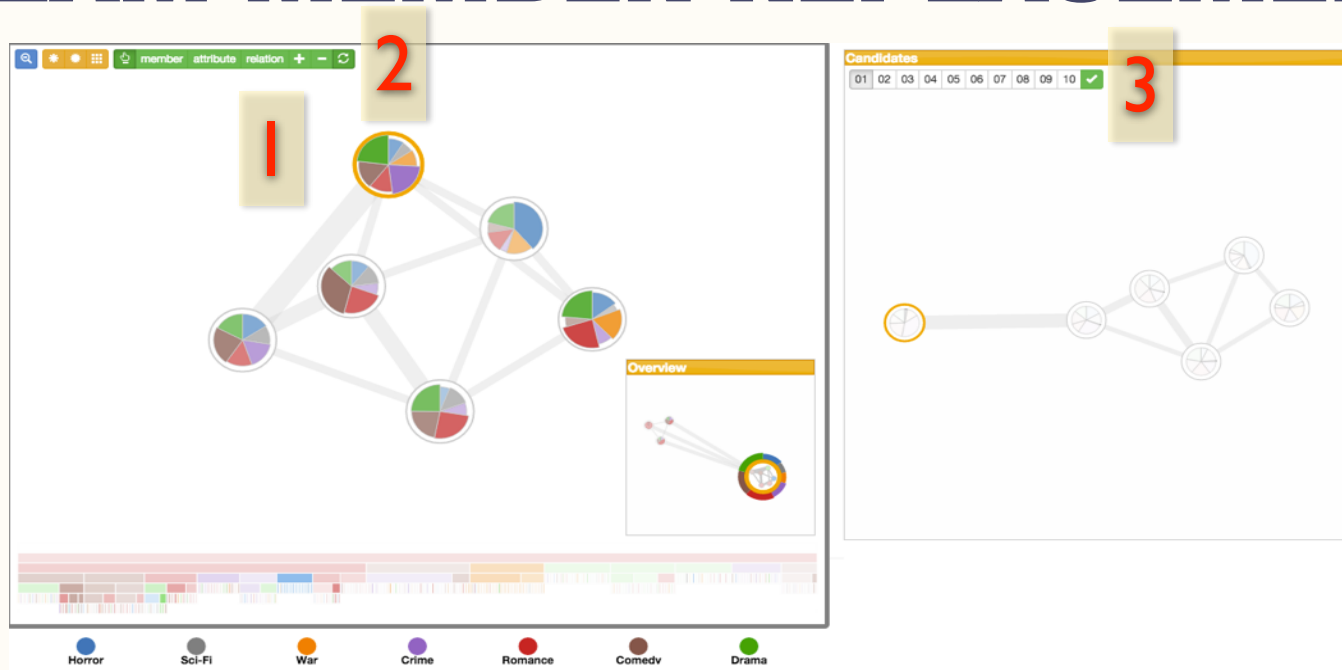 2
1
3
member attribute relation + −
Candidates
01 02 03 04 05 06 07 08 09 10
Overview
Horror
Sci-Fi
War
Crime
Romance
Comedy
Drama